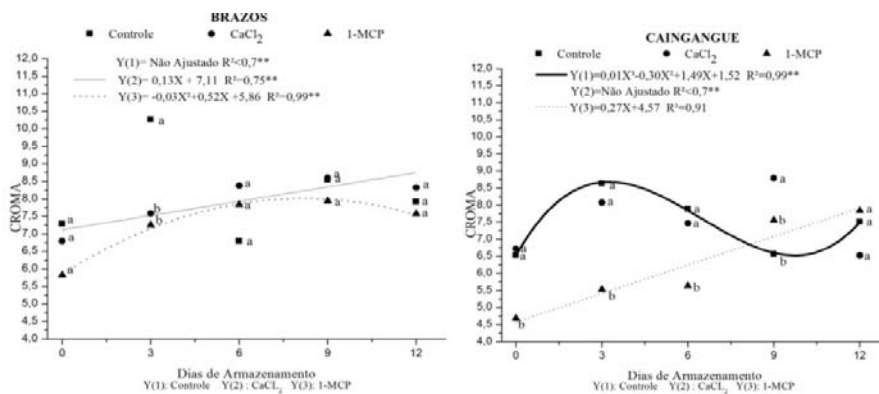 BRAZOS
■ Controle ● CaCl₂ ▲ 1-MCP
Y(1)= Não Ajustado R²<0,7**
Y(2)= 0,13X + 7,11 R²=0,75**
Y(3)= -0,03X²+0,52X +5,86 R²=0,99**
CROMA
12,0
11,5
11,0
10,5
10,0
9,5
9,0
8,5
8,0
7,5
7,0
6,5
6,0
5,5
5,0
4,5
4,0
a
a
a
a
b
b
a
a
a
a
a
a
a
a
a
0 3 6 9 12
Dias de Armazenamento
Y(1): Controle Y(2) : CaCL₂ Y(3): 1-MCP
CAINGANGUE
■ Controle ● CaCl₂ ▲ 1-MCP
Y(1)=0,01X³-0,30X²+1,49X+1,52 R²=0,99**
Y(2)=Não Ajustado R²<0,7**
Y(3)=0,27X+4,57 R²=0,91
CROMA
12,0
11,5
11,0
10,5
10,0
9,5
9,0
8,5
8,0
7,5
7,0
6,5
6,0
5,5
5,0
4,5
4,0
a
a
b
a
a
b
a
a
b
a
a
b
a
a
a
0 3 6 9 12
Dias de Armazenamento
Y(1): Controle Y(2) : CaCL₂ Y(3): 1-MCP